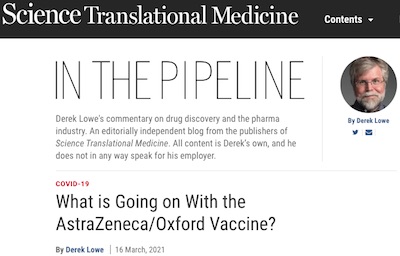 Science Translational Medicine
Contents
IN THE PIPELINE
Derek Lowe's commentary on drug discovery and the pharma
industry. An editorially independent blog from the publishers of
Science Translational Medicine. All content is Derek's own, and he
does not in any way speak for his employer.
By Derek Lowe
COVID-19
What is Going on With the
AstraZeneca/Oxford Vaccine?
By Derek Lowe | 16 March, 2021